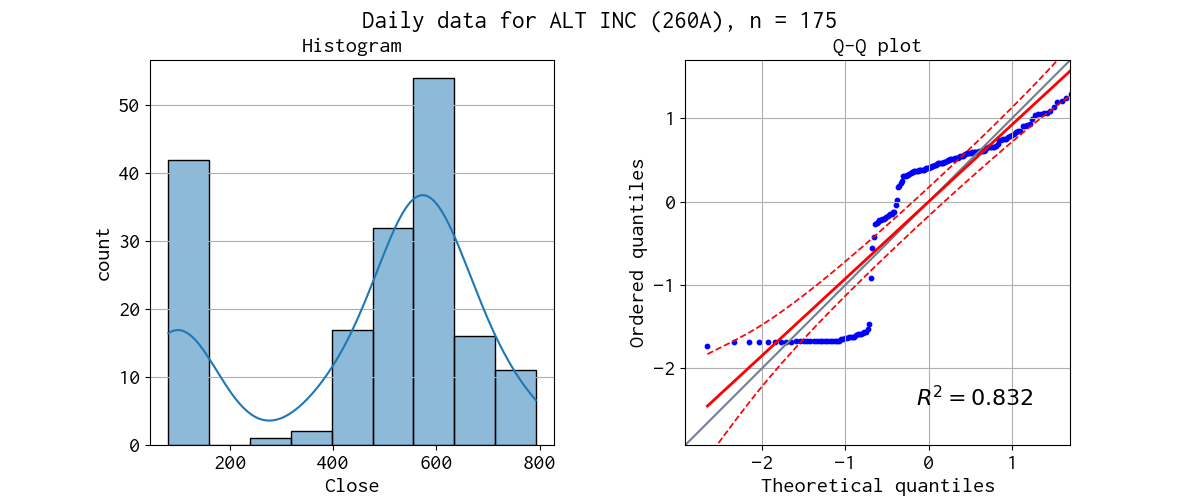 Daily data for ALT INC (260A), n = 175
Histogram
count
50
40
30
20
10
0
200 400 600 800
Close
Q-Q plot
Ordered quantiles
1
0
−1
−2
R² = 0.832
−2 −1 0 1
Theoretical quantiles